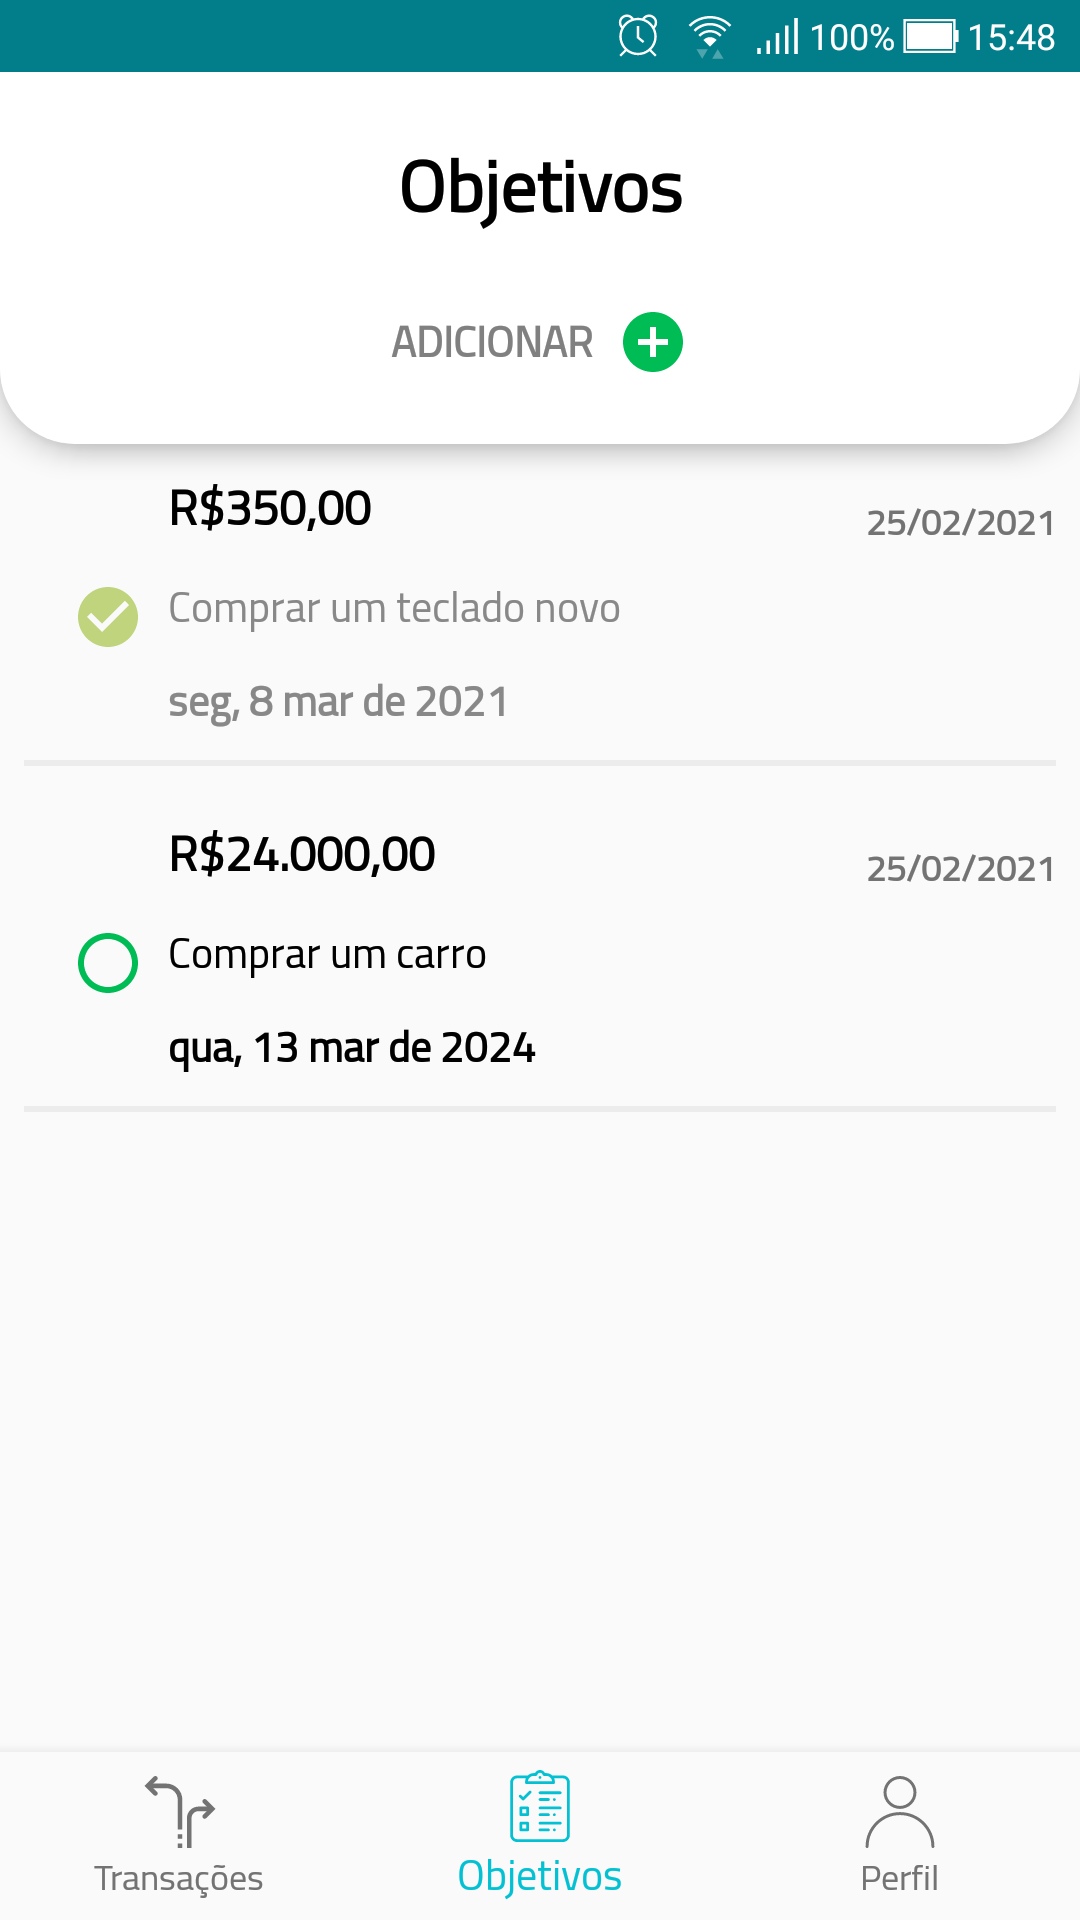 100% 15:48
Objetivos
ADICIONAR
R$350,00
25/02/2021
Comprar um teclado novo
seg, 8 mar de 2021
R$24.000,00
25/02/2021
Comprar um carro
qua, 13 mar de 2024
Transações Objetivos Perfil